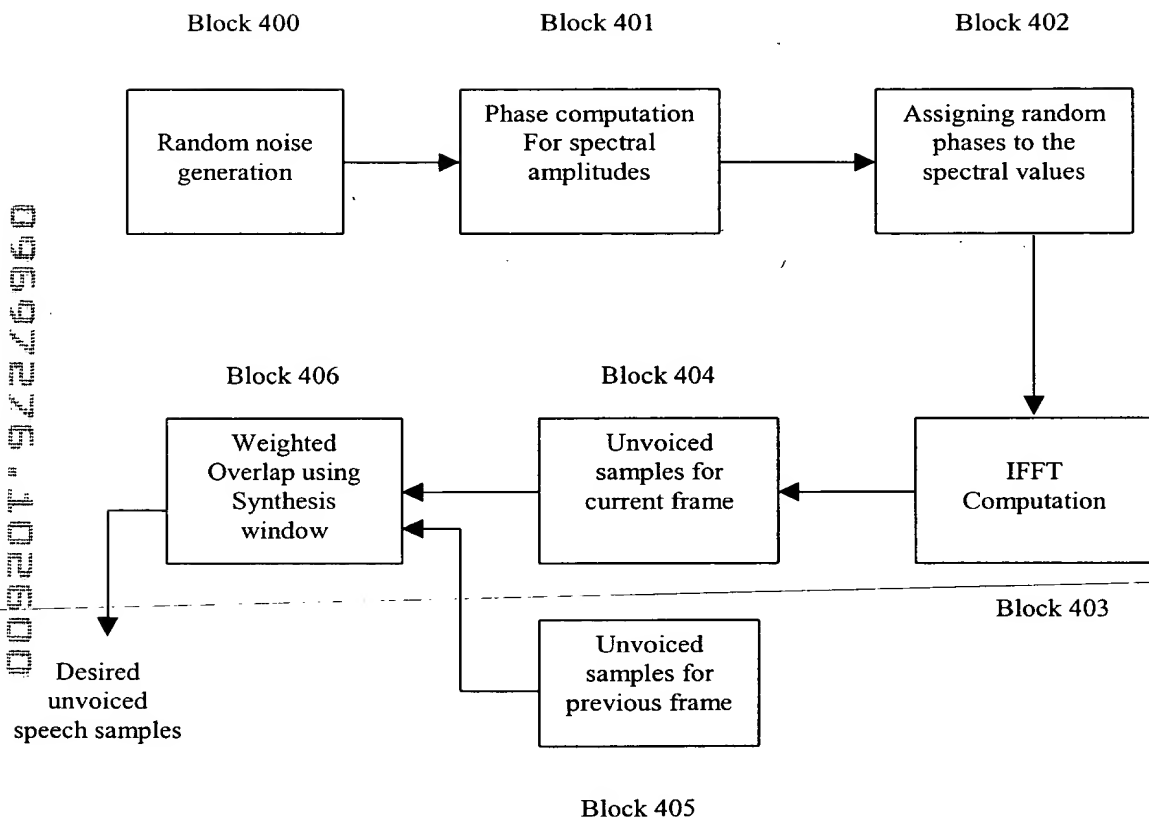 Block 400
Block 401
Block 402
Random noise
generation
Phase computation
For spectral
amplitudes
Assigning random
phases to the
spectral values
Block 406
Block 404
Weighted
Overlap using
Synthesis
window
Unvoiced
samples for
current frame
IFFT
Computation
Block 403
Desired
unvoiced
speech samples
Unvoiced
samples for
previous frame
Block 405
09697276.102600